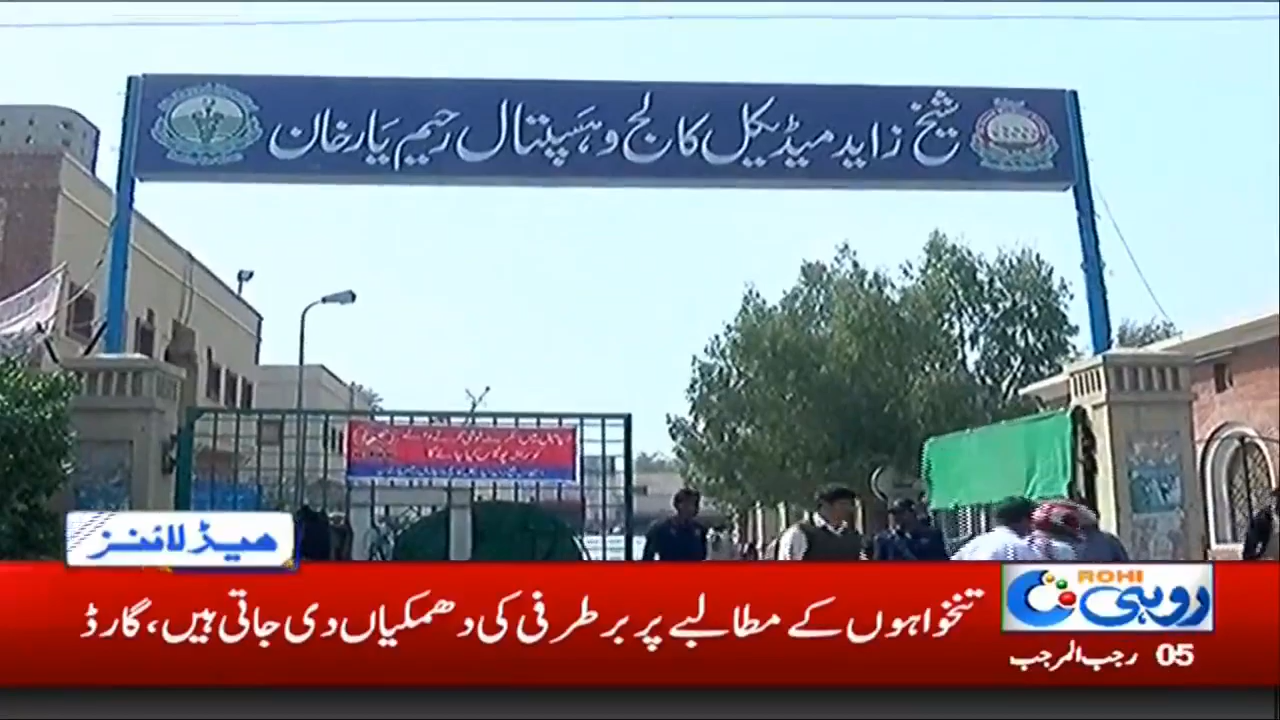 شیخ زاید میڈیکل کالج و ہسپتال رحیم یار خان
ہیڈ لائنز
ROHI
روہی
تنخواہوں کے مطالبے پر برطرفی کی دھمکیاں دی جاتی ہیں، گارڈ
05 رجب المرجب